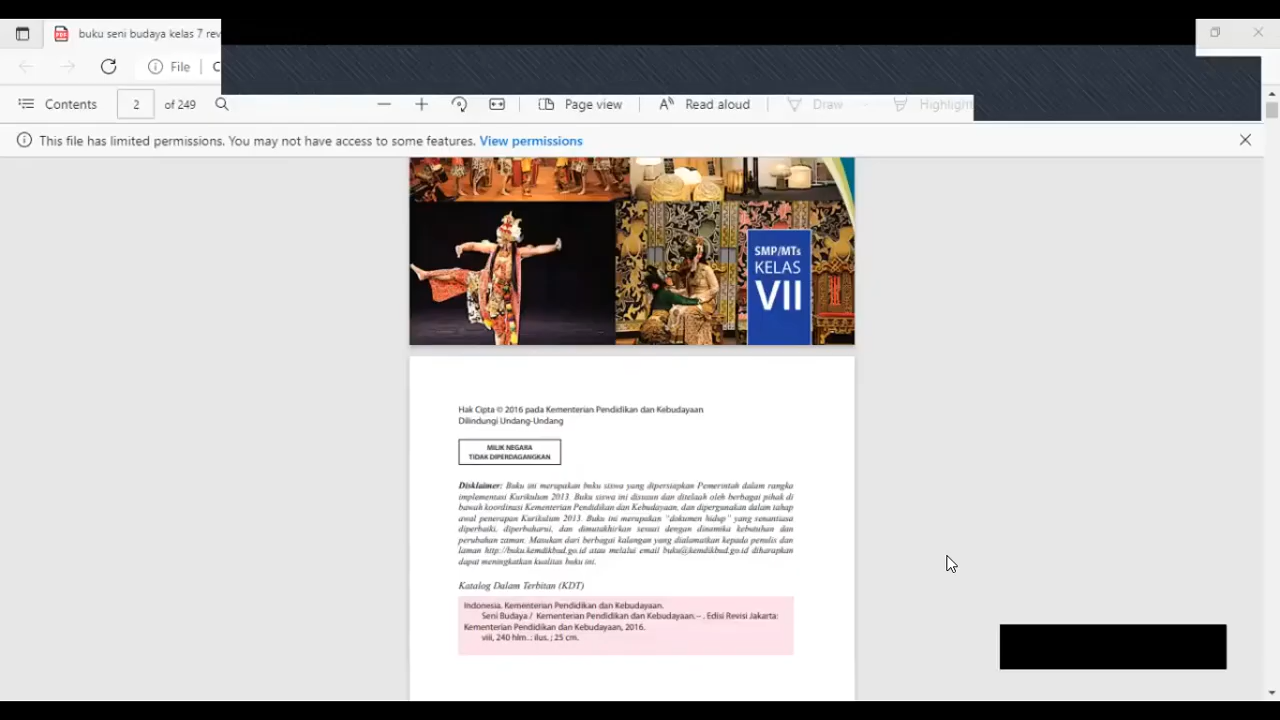 buku seni budaya kelas 7 rev
File
Contents 2 of 249 Page view Read aloud Draw
This file has limited permissions. You may not have access to some features. View permissions
SMP/MTs
KELAS
VII
Hak Cipta © 2016 pada Kementerian Pendidikan dan Kebudayaan
Dilindungi Undang-Undang
MILIK NEGARA
TIDAK DIPERDAGANGKAN
Disklaimer: Buku ini merupakan buku siswa yang dipersiapkan Pemerintah dalam rangka
implementasi Kurikulum 2013. Buku siswa ini disusun dan ditelaah oleh berbagai pihak di
bawah koordinasi Kementerian Pendidikan dan Kebudayaan, dan dipergunakan dalam tahap
awal penerapan Kurikulum 2013. Buku ini merupakan "dokumen hidup" yang senantiasa
diperbaiki, diperbaharui, dan dimutakhirkan sesuai dengan dinamika kebutuhan dan
perubahan zaman. Masukan dari berbagai kalangan yang dialamatkan kepada penulis dan
laman http://buku.kemdikbud.go.id atau melalui email buku@kemdikbud.go.id diharapkan
dapat meningkatkan kualitas buku ini.
Katalog Dalam Terbitan (KDT)
Indonesia. Kementerian Pendidikan dan Kebudayaan.
Seni Budaya / Kementerian Pendidikan dan Kebudayaan.-- . Edisi Revisi Jakarta:
Kementerian Pendidikan dan Kebudayaan, 2016.
viii, 240 hlm. : ilus. ; 25 cm.